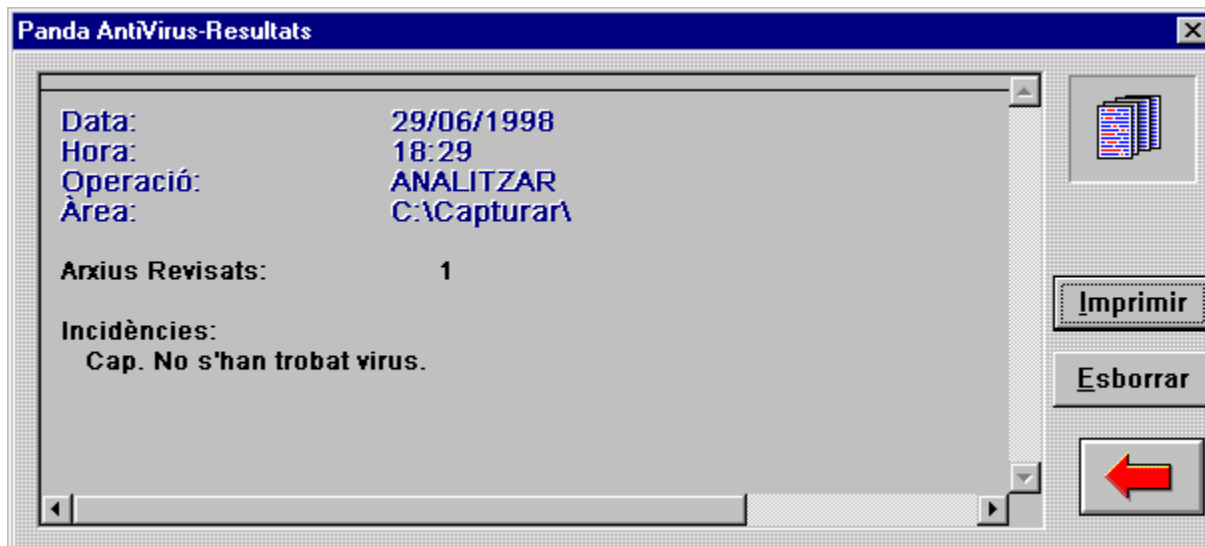 Panda AntiVirus-Resultats
Data: 29/06/1998
Hora: 18:29
Operació: ANALITZAR
Àrea: C:\Capturar\
Arxius Revisats: 1
Incidències:
Cap. No s'han trobat virus.
Imprimir
Esborrar